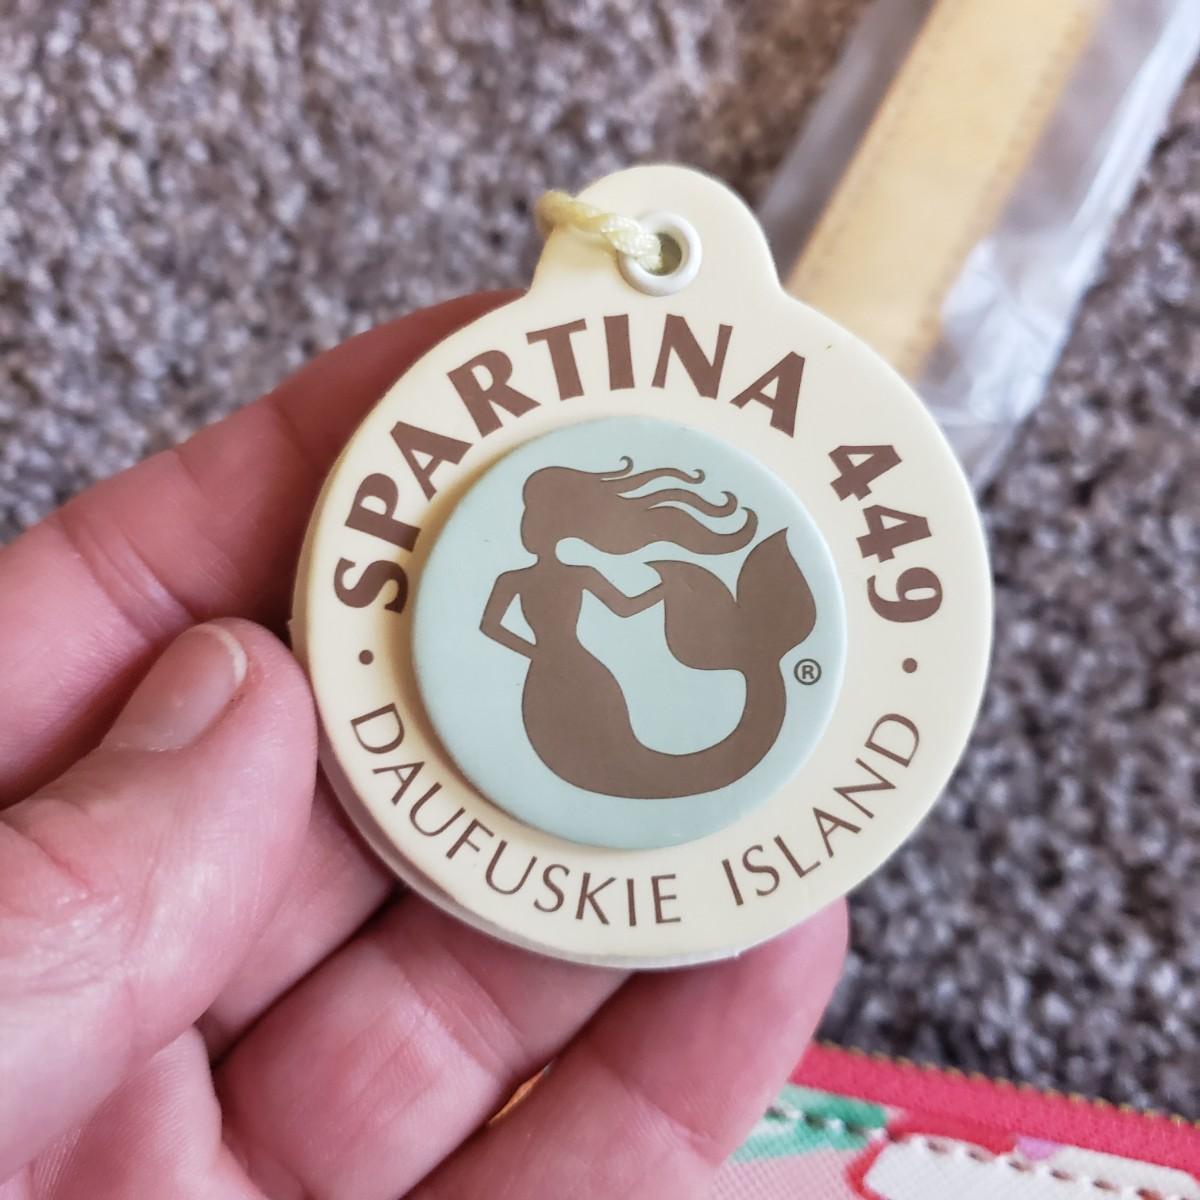 SPARTINA 449
®
• DAUFUSKIE ISLAND •